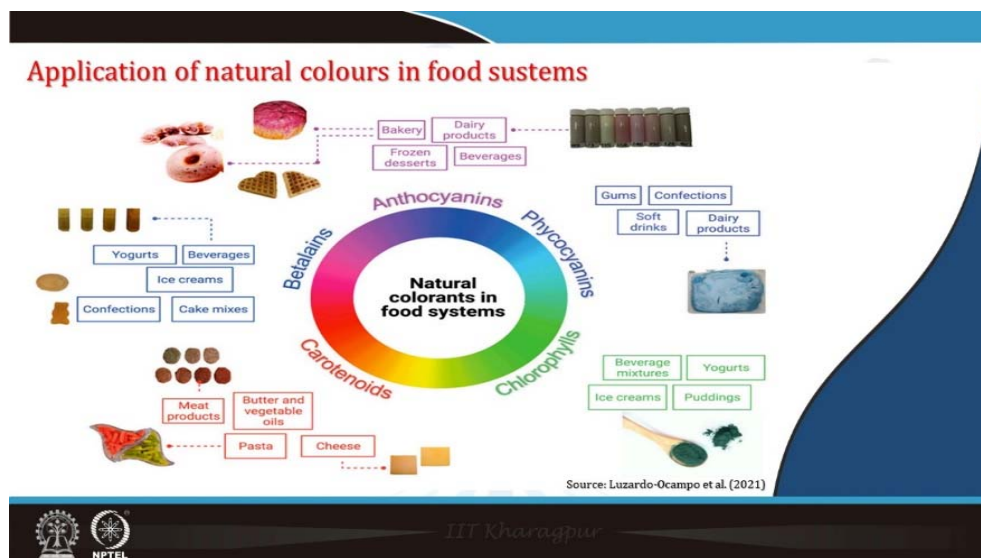 Application of natural colours in food sustems
Bakery
Dairy
products
Frozen
desserts
Beverages
Gums
Confections
Soft
drinks
Dairy
products
Yogurts
Beverages
Ice creams
Confections
Cake mixes
Anthocyanins
Phycocyanins
Betalains
Natural
colorants in
food systems
Carotenoids
Chlorophylls
Beverage
mixtures
Yogurts
Ice creams
Puddings
Meat
products
Butter and
vegetable
oils
Pasta
Cheese
Source: Luzardo-Ocampo et al. (2021)
IIT Kharagpur
NPTEL